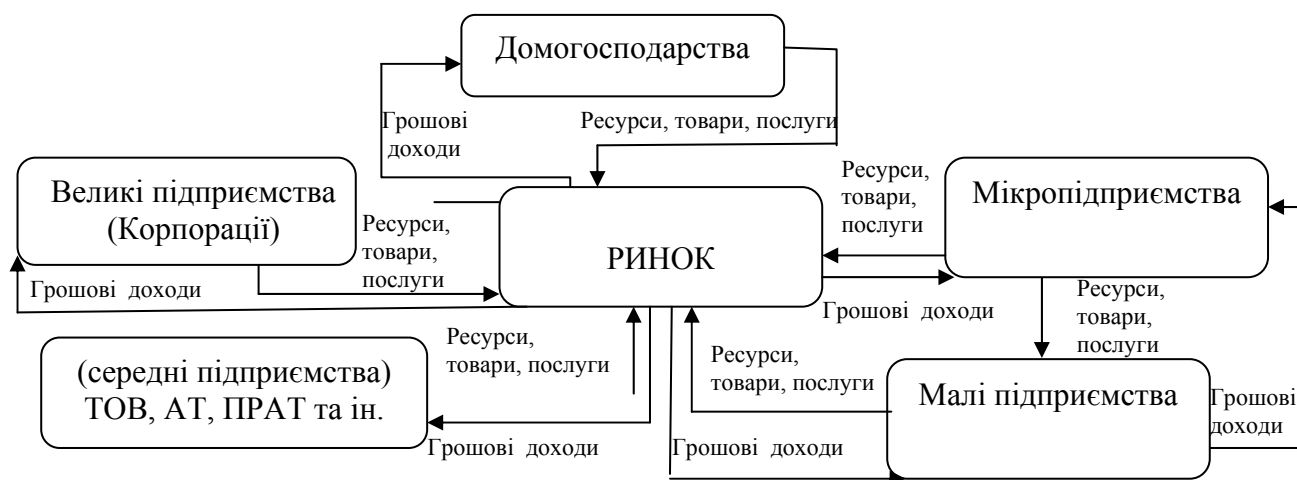 Домогосподарства
Грошові
доходи
Ресурси, товари, послуги
Великі підприємства
(Корпорації)
Ресурси,
товари,
послуги
Грошові доходи
РИНОК
Ресурси,
товари,
послуги
Мікропідприємства
Грошові доходи
Ресурси,
товари,
послуги
(середні підприємства)
ТОВ, АТ, ПРАТ та ін.
Ресурси,
товари, послуги
Грошові доходи
Ресурси,
товари, послуги
Грошові доходи
Малі підприємства
Грошові
доходи